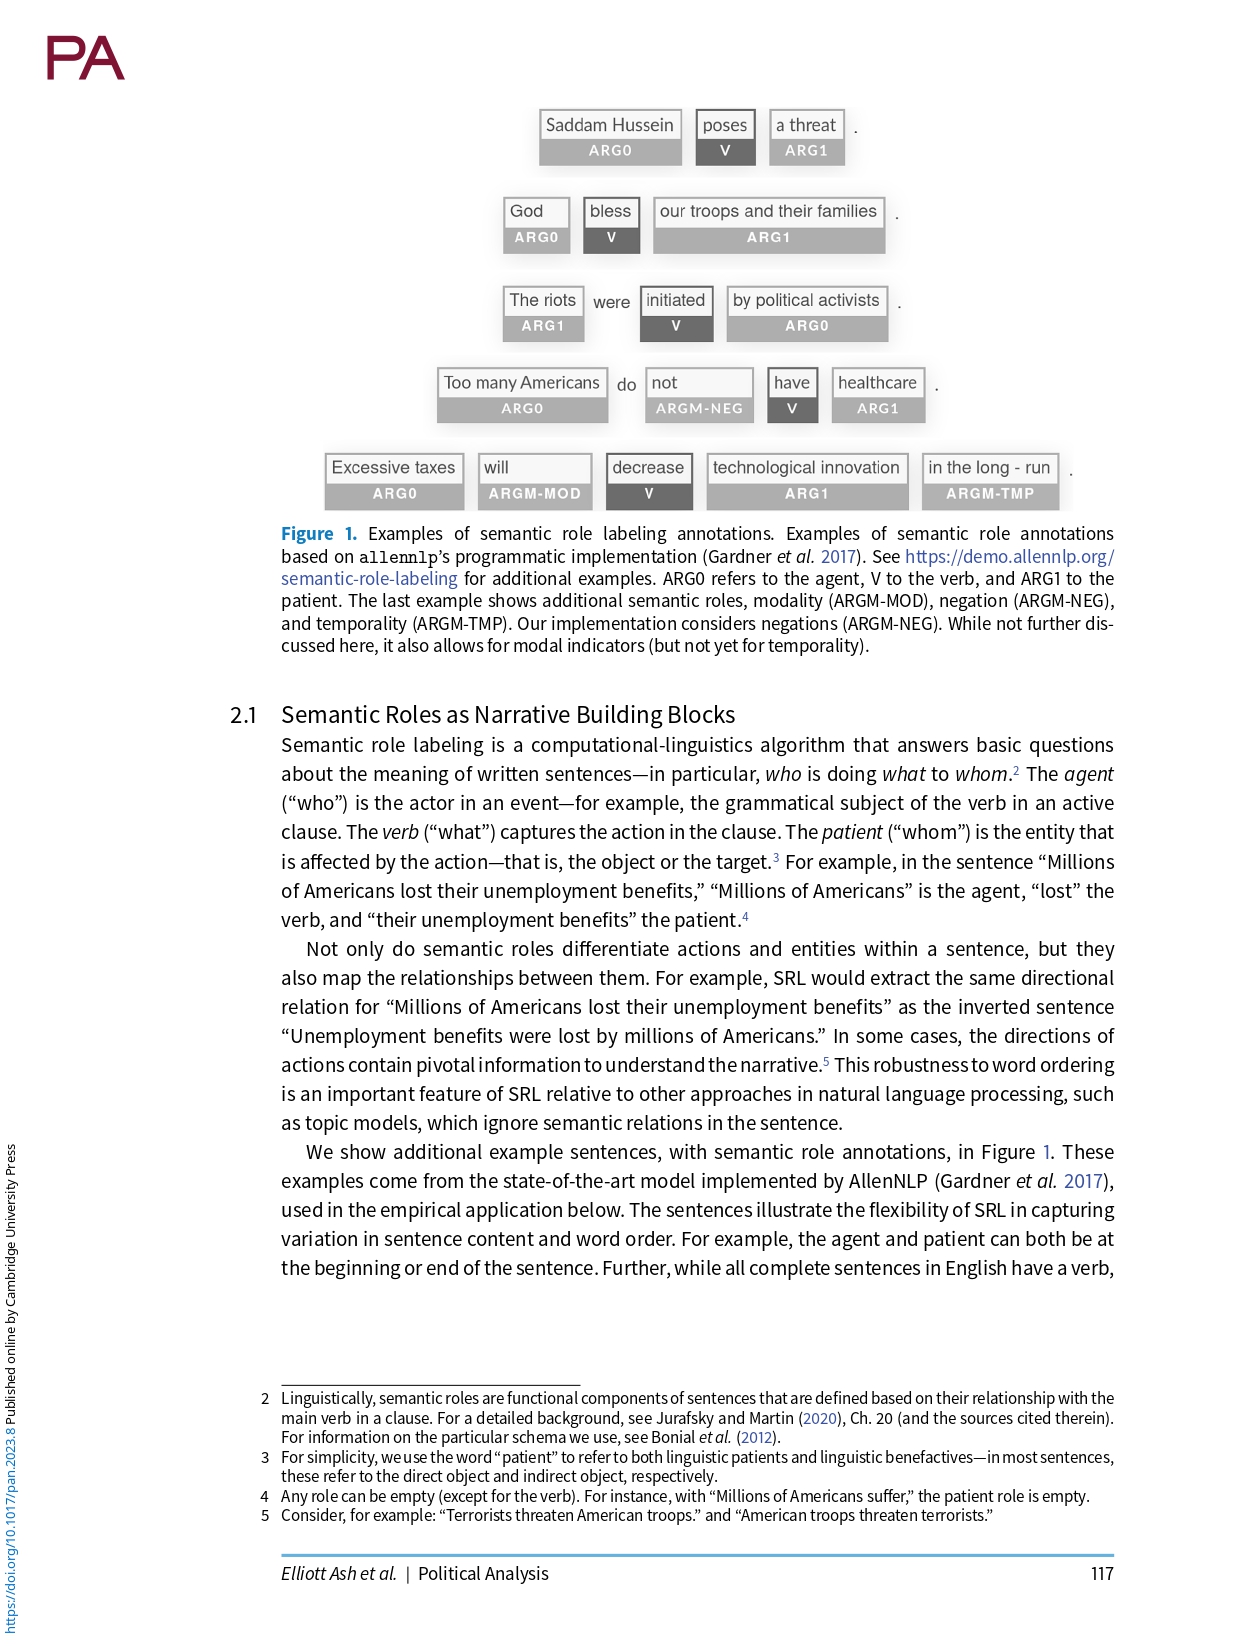 PA
Saddam Hussein poses a threat .
ARG0 V ARG1
God bless our troops and their families .
ARG0 V ARG1
The riots were initiated by political activists .
ARG1 V ARG0
Too many Americans do not have healthcare .
ARG0 ARGM-NEG V ARG1
Excessive taxes will decrease technological innovation in the long - run .
ARG0 ARGM-MOD V ARG1 ARGM-TMP
Figure 1. Examples of semantic role labeling annotations. Examples of semantic role annotations
based on allennlp’s programmatic implementation (Gardner et al. 2017). See https://demo.allennlp.org/
semantic-role-labeling for additional examples. ARG0 refers to the agent, V to the verb, and ARG1 to the
patient. The last example shows additional semantic roles, modality (ARGM-MOD), negation (ARGM-NEG),
and temporality (ARGM-TMP). Our implementation considers negations (ARGM-NEG). While not further dis-
cussed here, it also allows for modal indicators (but not yet for temporality).
2.1 Semantic Roles as Narrative Building Blocks
Semantic role labeling is a computational-linguistics algorithm that answers basic questions
about the meaning of written sentences—in particular, who is doing what to whom.2 The agent
(“who”) is the actor in an event—for example, the grammatical subject of the verb in an active
clause. The verb (“what”) captures the action in the clause. The patient (“whom”) is the entity that
is affected by the action—that is, the object or the target.3 For example, in the sentence “Millions
of Americans lost their unemployment benefits,” “Millions of Americans” is the agent, “lost” the
verb, and “their unemployment benefits” the patient.4
Not only do semantic roles differentiate actions and entities within a sentence, but they
also map the relationships between them. For example, SRL would extract the same directional
relation for “Millions of Americans lost their unemployment benefits” as the inverted sentence
“Unemployment benefits were lost by millions of Americans.” In some cases, the directions of
actions contain pivotal information to understand the narrative.5 This robustness to word ordering
is an important feature of SRL relative to other approaches in natural language processing, such
as topic models, which ignore semantic relations in the sentence.
We show additional example sentences, with semantic role annotations, in Figure 1. These
examples come from the state-of-the-art model implemented by AllenNLP (Gardner et al. 2017),
used in the empirical application below. The sentences illustrate the flexibility of SRL in capturing
variation in sentence content and word order. For example, the agent and patient can both be at
the beginning or end of the sentence. Further, while all complete sentences in English have a verb,
2 Linguistically, semantic roles are functional components of sentences that are defined based on their relationship with the
main verb in a clause. For a detailed background, see Jurafsky and Martin (2020), Ch. 20 (and the sources cited therein).
For information on the particular schema we use, see Bonial et al. (2012).
3 For simplicity, we use the word “patient” to refer to both linguistic patients and linguistic benefactives—in most sentences,
these refer to the direct object and indirect object, respectively.
4 Any role can be empty (except for the verb). For instance, with “Millions of Americans suffer,” the patient role is empty.
5 Consider, for example: “Terrorists threaten American troops.” and “American troops threaten terrorists.”
Elliott Ash et al. | Political Analysis 117
https://doi.org/10.1017/pan.2023.8 Published online by Cambridge University Press